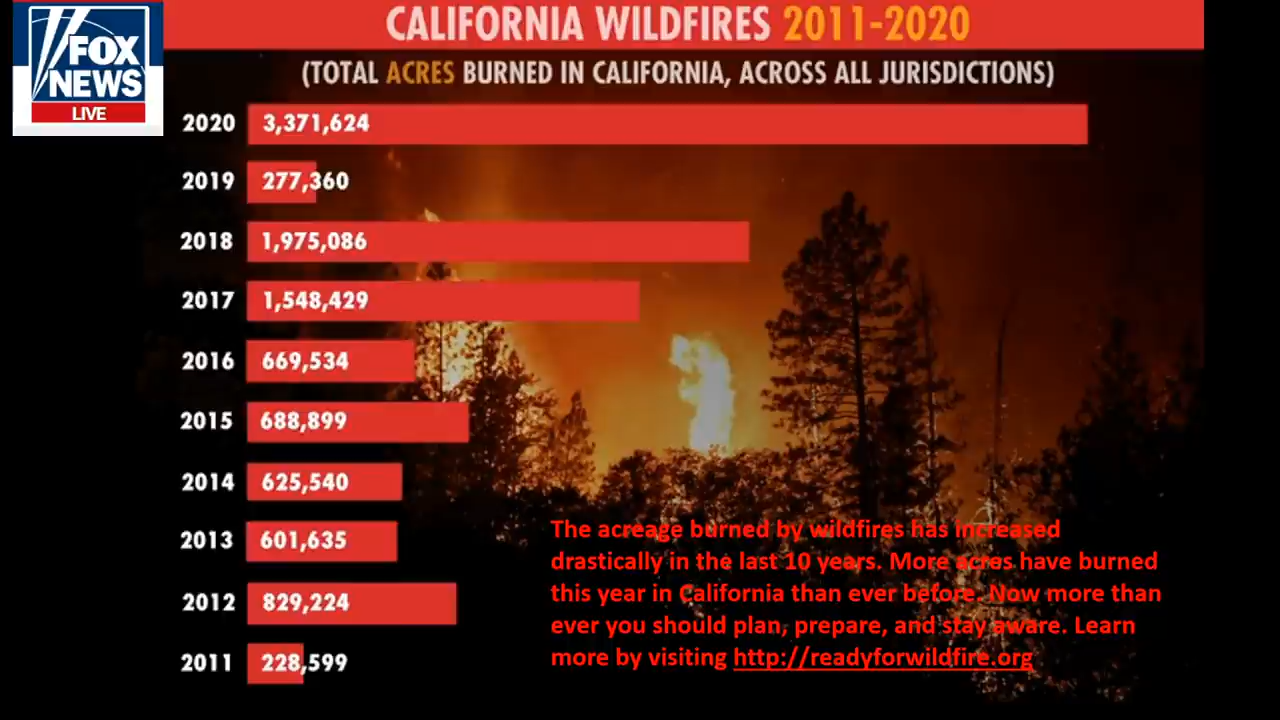 FOX
NEWS
LIVE
CALIFORNIA WILDFIRES 2011-2020
(TOTAL ACRES BURNED IN CALIFORNIA, ACROSS ALL JURISDICTIONS)
2020 3,371,624
2019 277,360
2018 1,975,086
2017 1,548,429
2016 669,534
2015 688,899
2014 625,540
2013 601,635
2012 829,224
2011 228,599
The acreage burned by wildfires has increased
drastically in the last 10 years. More acres have burned
this year in California than ever before. Now more than
ever you should plan, prepare, and stay aware. Learn
more by visiting http://readyforwildfire.org